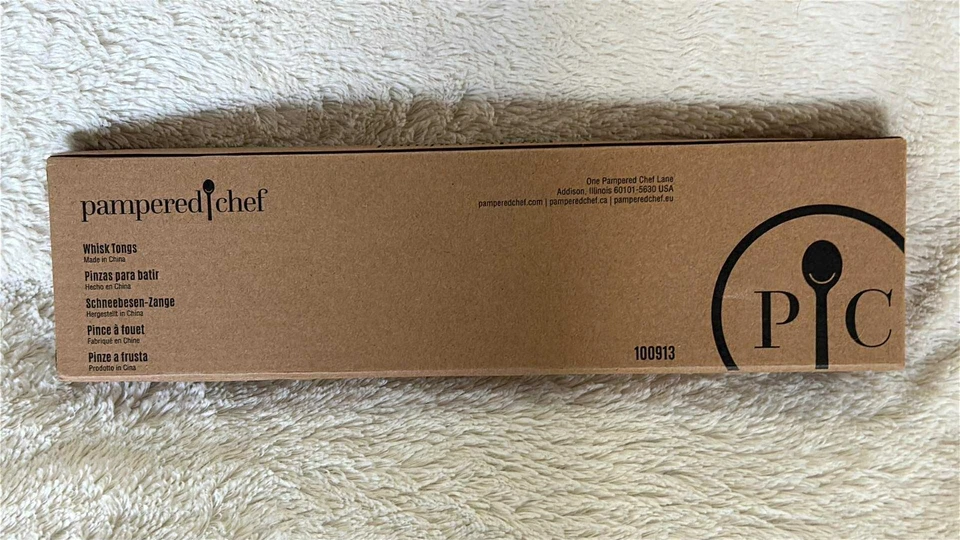 pampered chef
Whisk Tongs
Made in China
Pinzas para batir
Hecho en China
Schneebesen-Zange
Hergestellt in China
Pince à fouet
Fabriqué en Chine
Pinze a frusta
Prodotto in Cina
One Pampered Chef Lane
Addison, Illinois 60101-5630 USA
pamperedchef.com | pamperedchef.ca | pamperedchef.eu
100913
P C